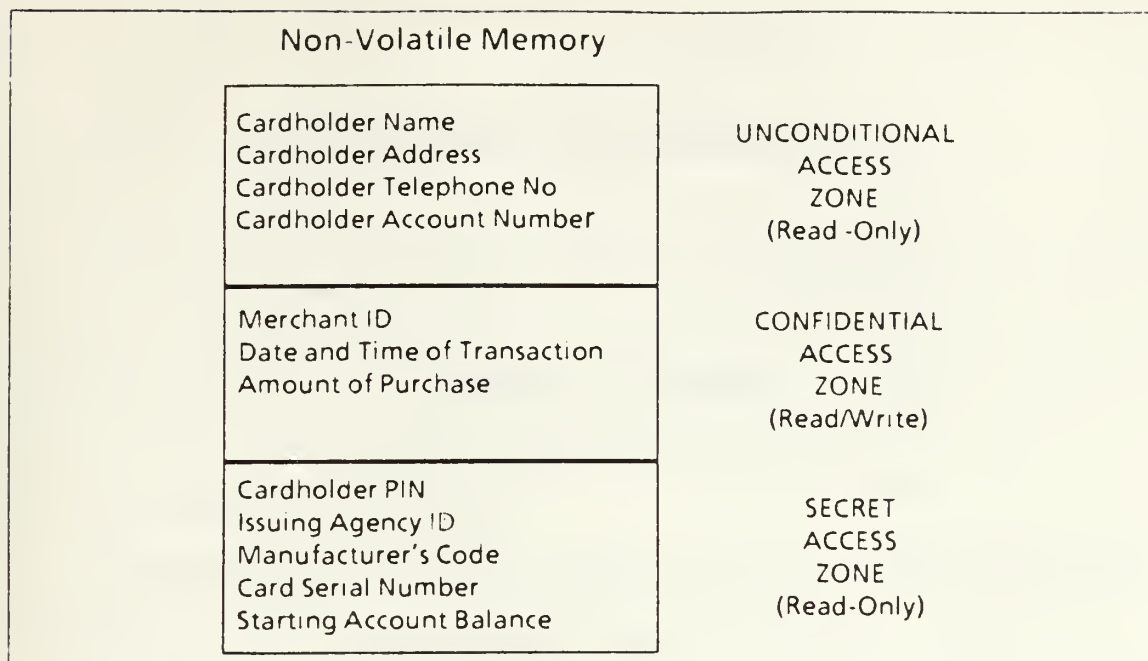 Non-Volatile Memory
Cardholder Name
Cardholder Address
Cardholder Telephone No
Cardholder Account Number
UNCONDITIONAL
ACCESS
ZONE
(Read -Only)
Merchant ID
Date and Time of Transaction
Amount of Purchase
CONFIDENTIAL
ACCESS
ZONE
(Read/Write)
Cardholder PIN
Issuing Agency ID
Manufacturer's Code
Card Serial Number
Starting Account Balance
SECRET
ACCESS
ZONE
(Read-Only)